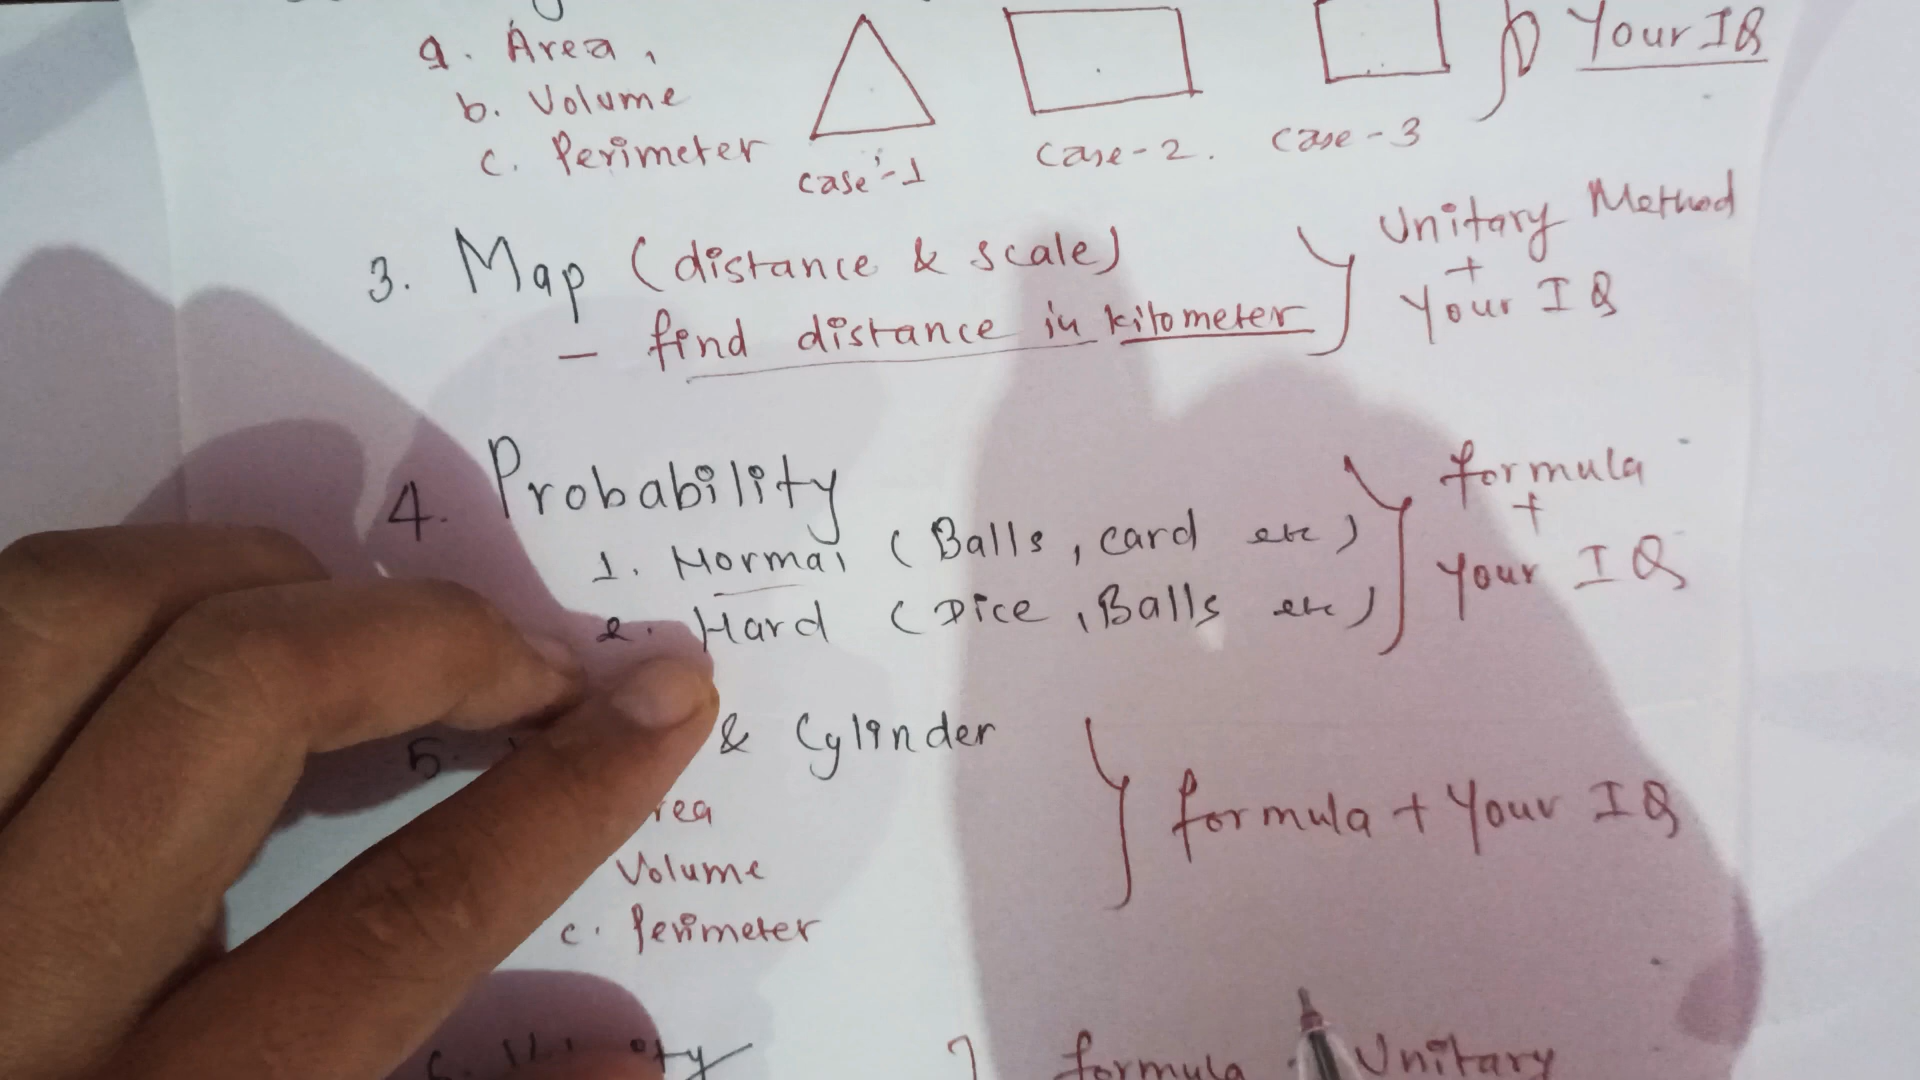 a. Area,
b. Volume
c. Perimeter
case-1
case-2.
case-3
Your IQ
3. Map (distance & scale)
– find distance in kilometer
Unitary Method
+
Your IQ
4. Probability
1. Normal (Balls, card etc)
2. Hard (Dice, Balls etc)
formula
+
Your IQ
5.
& Cylinder
rea
Volume
c. Perimeter
formula + Your IQ
formula
Unitary